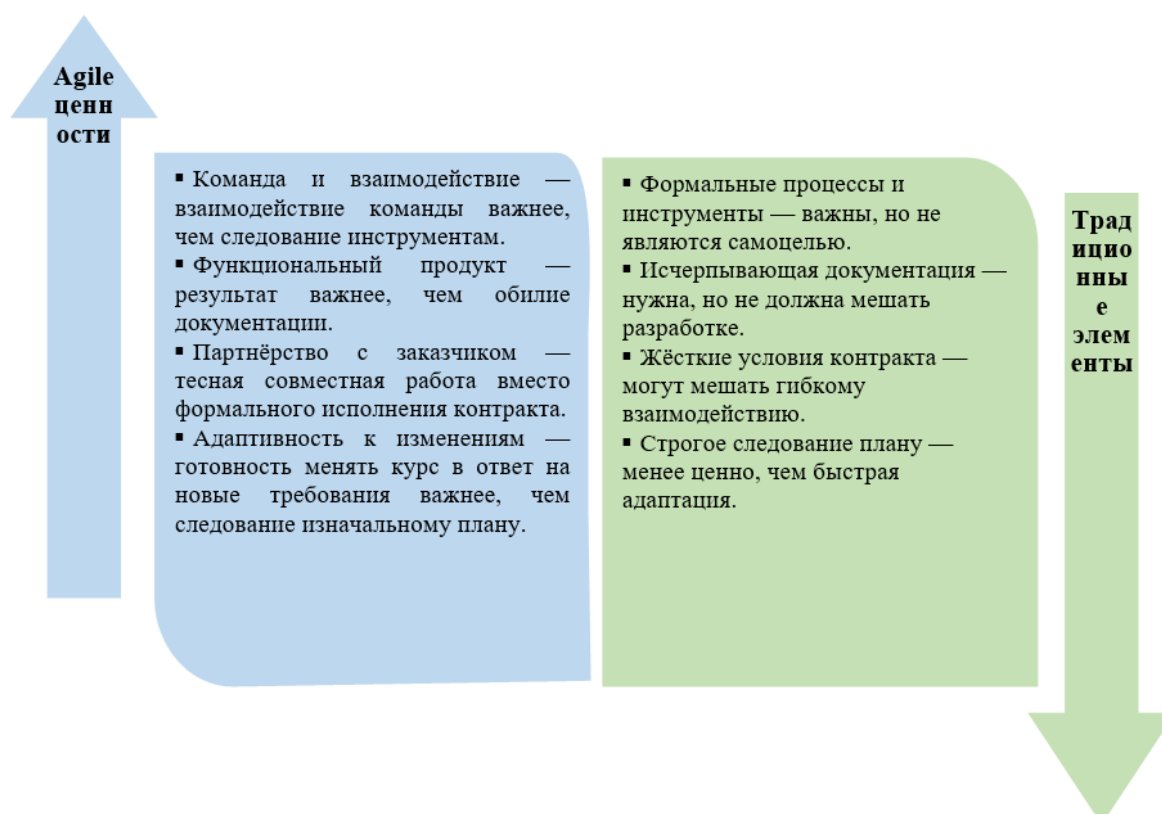 Agile
ценн
ости
▪ Команда и взаимодействие —
взаимодействие команды важнее,
чем следование инструментам.
▪ Функциональный продукт —
результат важнее, чем обилие
документации.
▪ Партнёрство с заказчиком —
тесная совместная работа вместо
формального исполнения контракта.
▪ Адаптивность к изменениям —
готовность менять курс в ответ на
новые требования важнее, чем
следование изначальному плану.
▪ Формальные процессы и
инструменты — важны, но не
являются самоцелью.
▪ Исчерпывающая документация —
нужна, но не должна мешать
разработке.
▪ Жёсткие условия контракта —
могут мешать гибкому
взаимодействию.
▪ Строгое следование плану —
менее ценно, чем быстрая
адаптация.
Трад
ицио
нны
е
элем
енты